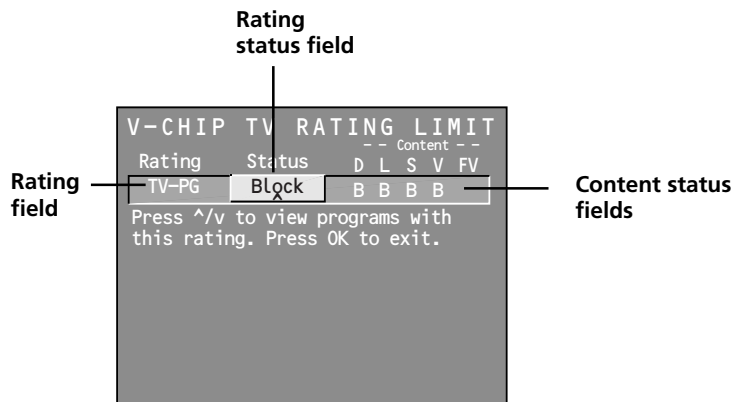 Rating
status field
V-CHIP TV RATING LIMIT
-- Content --
Rating Status D L S V FV
TV-PG Block B B B B
Press ^/v to view programs with
this rating. Press OK to exit.
Rating
field
Content status
fields